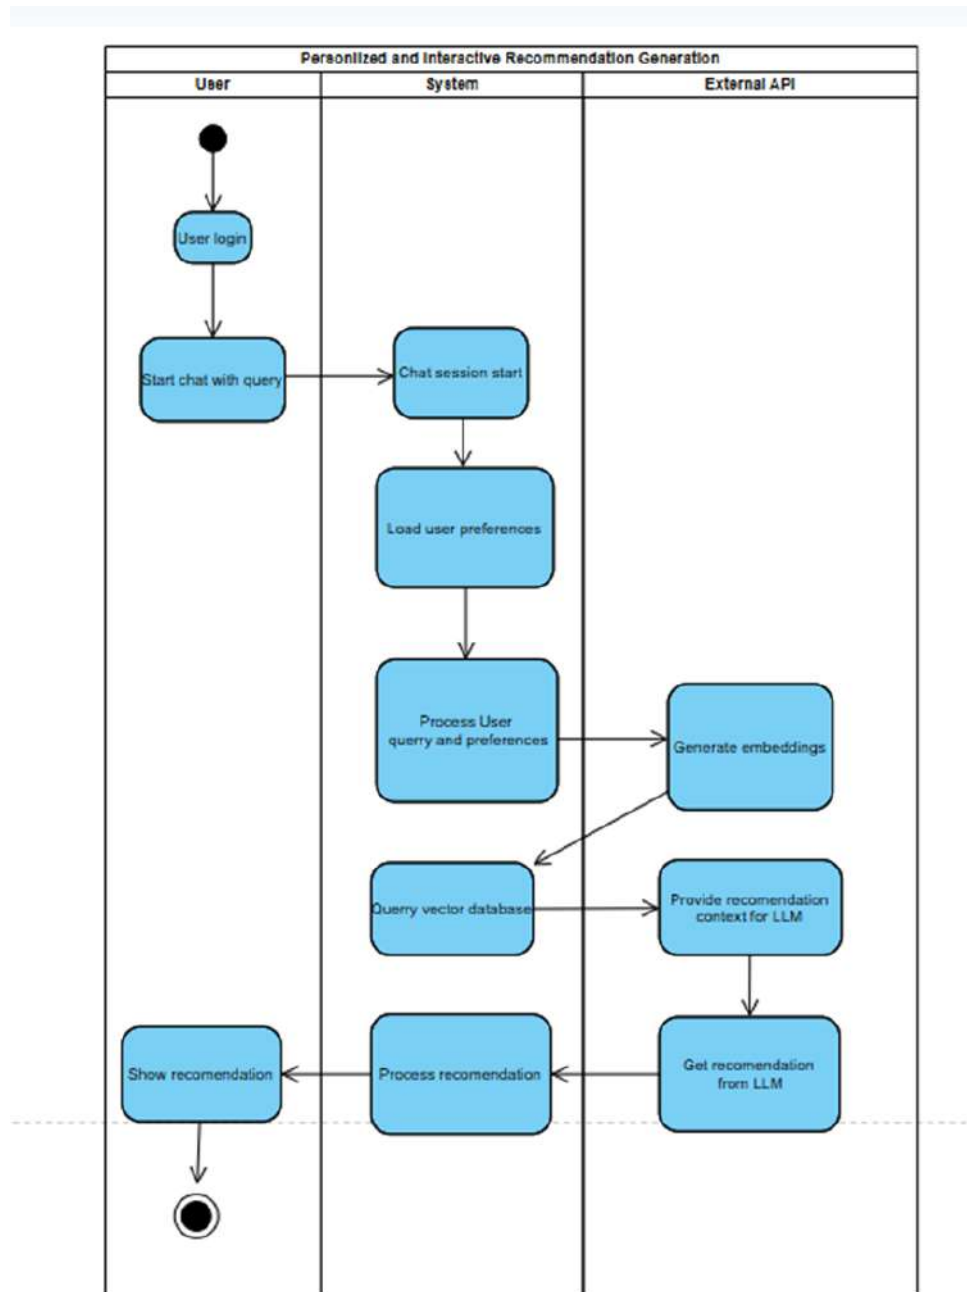 Personlized and Interactive Recommendation Generation
User
System
External API
User login
Start chat with query
Chat session start
Load user preferences
Process User
querry and preferences
Generate embeddings
Querry vector database
Provide recomendation
context for LLM
Get recomendation
from LLM
Process recomendation
Show recomendation